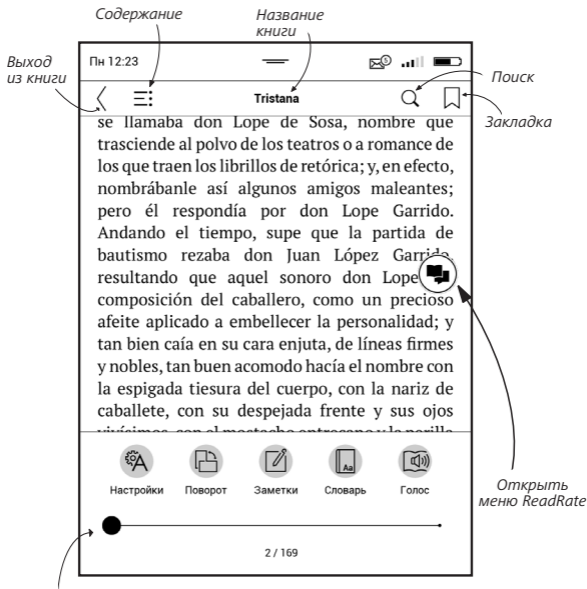 Содержание
Название
книги
Выход
из книги
Поиск
Закладка
Пн 12:23
Tristana
se llamaba don Lope de Sosa, nombre que
trasciende al polvo de los teatros o a romance de
los que traen los librillos de retórica; y, en efecto,
nombrábanle así algunos amigos maleantes;
pero él respondía por don Lope Garrido.
Andando el tiempo, supe que la partida de
bautismo rezaba don Juan López Garrido,
resultando que aquel sonoro don Lope
composición del caballero, como un precioso
afeite aplicado a embellecer la personalidad; y
tan bien caía en su cara enjuta, de líneas firmes
y nobles, tan buen acomodo hacía el nombre con
la espigada tiesura del cuerpo, con la nariz de
caballete, con su despejada frente y sus ojos
Открыть
меню ReadRate
Aa
Настройки Поворот Заметки Словарь Голос
2 / 169